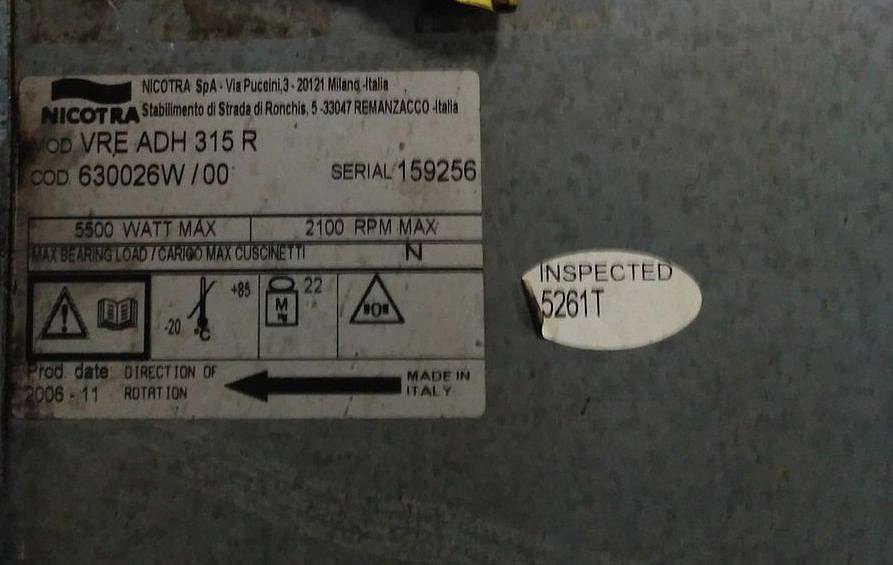 NICOTRA SpA - Via Puccini,3 - 20121 Milano -Italia
NICOTRA Stabilimento di Strada di Ronchis, 5 -33047 REMANZACCO -Italia
MOD VRE ADH 315 R
COD 630026W / 00 SERIAL 159256
5500 WATT MAX 2100 RPM MAX
MAX BEARING LOAD / CARIGO MAX CUSCINETTI N
+85 22
M
-20 °C kg
Prod. date DIRECTION OF MADE IN
2006 - 11 ROTATION ITALY
INSPECTED
5261T